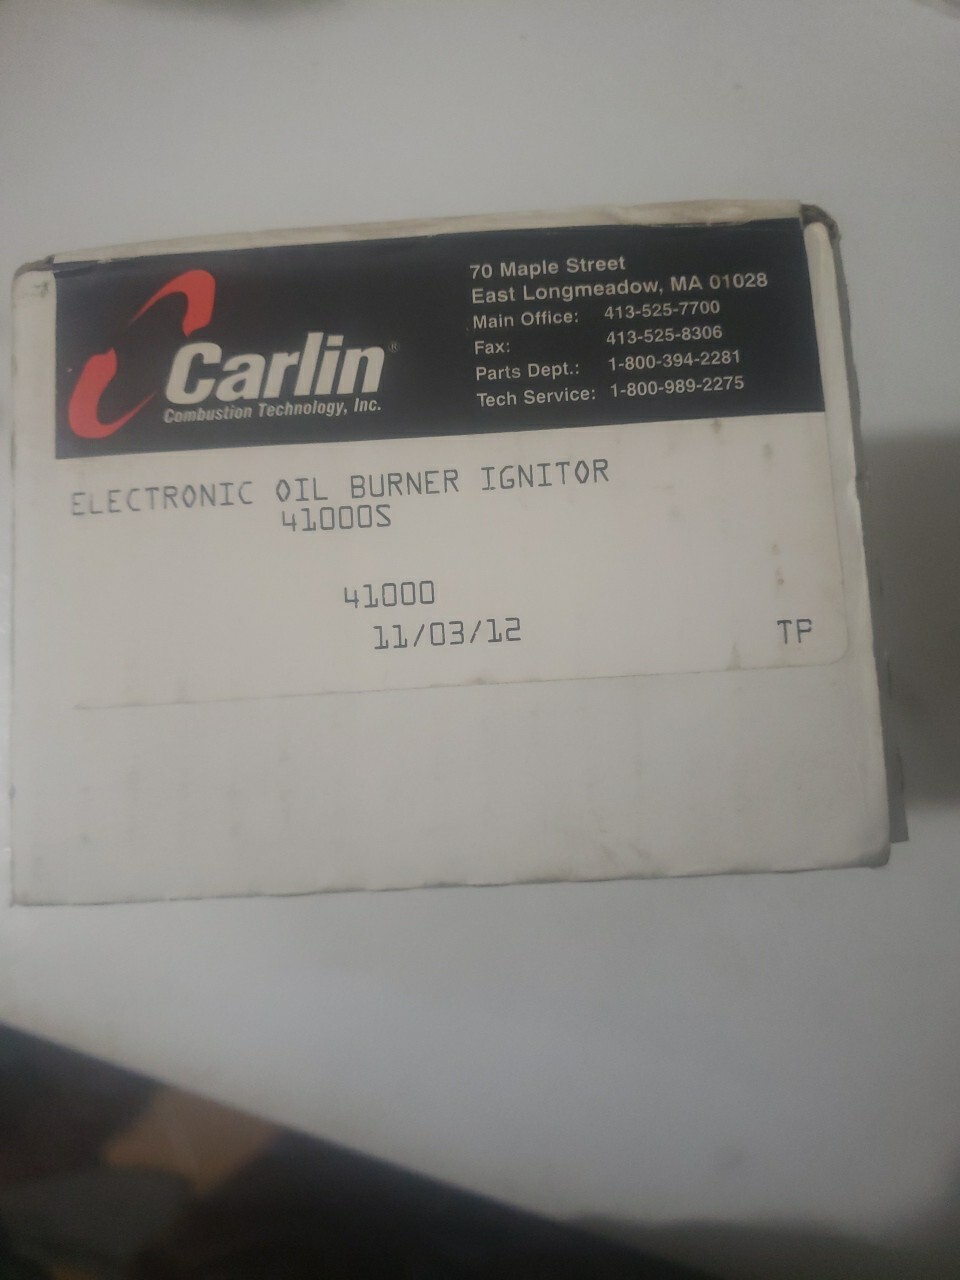 Carlin®
Combustion Technology, Inc.
70 Maple Street
East Longmeadow, MA 01028
Main Office: 413-525-7700
Fax: 413-525-8306
Parts Dept.: 1-800-394-2281
Tech Service: 1-800-989-2275
ELECTRONIC OIL BURNER IGNITOR
41000S
41000
11/03/12 TP